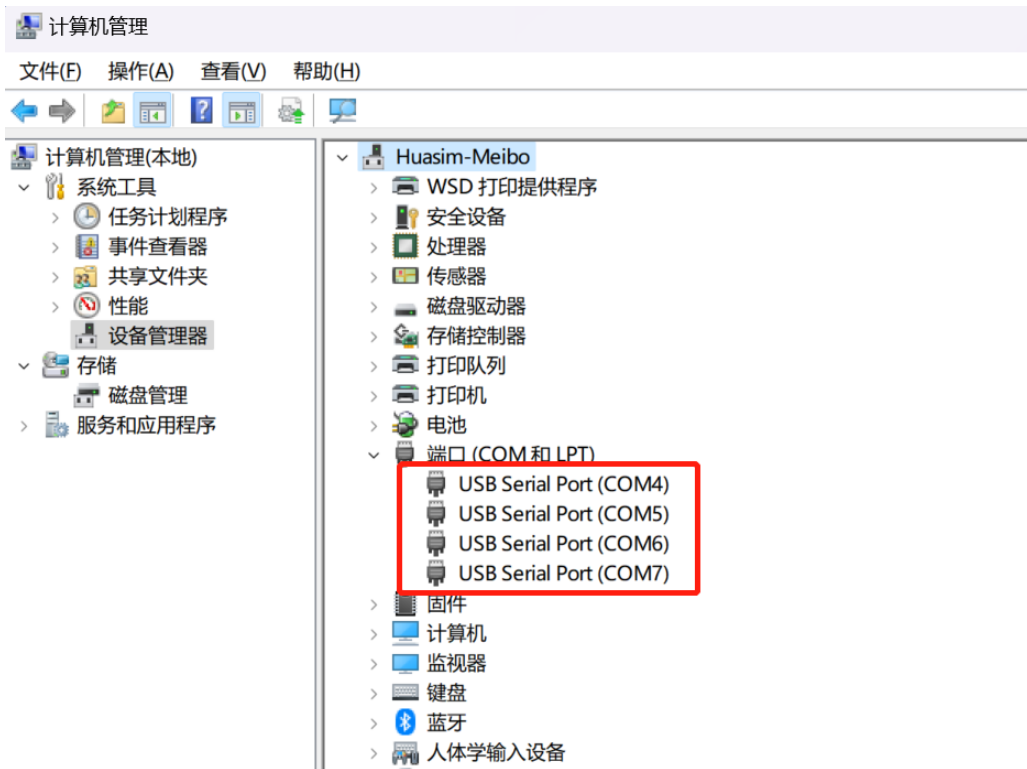 计算机管理
文件(F) 操作(A) 查看(V) 帮助(H)
计算机管理(本地)
系统工具
任务计划程序
事件查看器
共享文件夹
性能
设备管理器
存储
磁盘管理
服务和应用程序
Huasim-Meibo
WSD 打印提供程序
安全设备
处理器
传感器
磁盘驱动器
存储控制器
打印队列
打印机
电池
端口 (COM 和 LPT)
USB Serial Port (COM4)
USB Serial Port (COM5)
USB Serial Port (COM6)
USB Serial Port (COM7)
固件
计算机
监视器
键盘
蓝牙
人体学输入设备